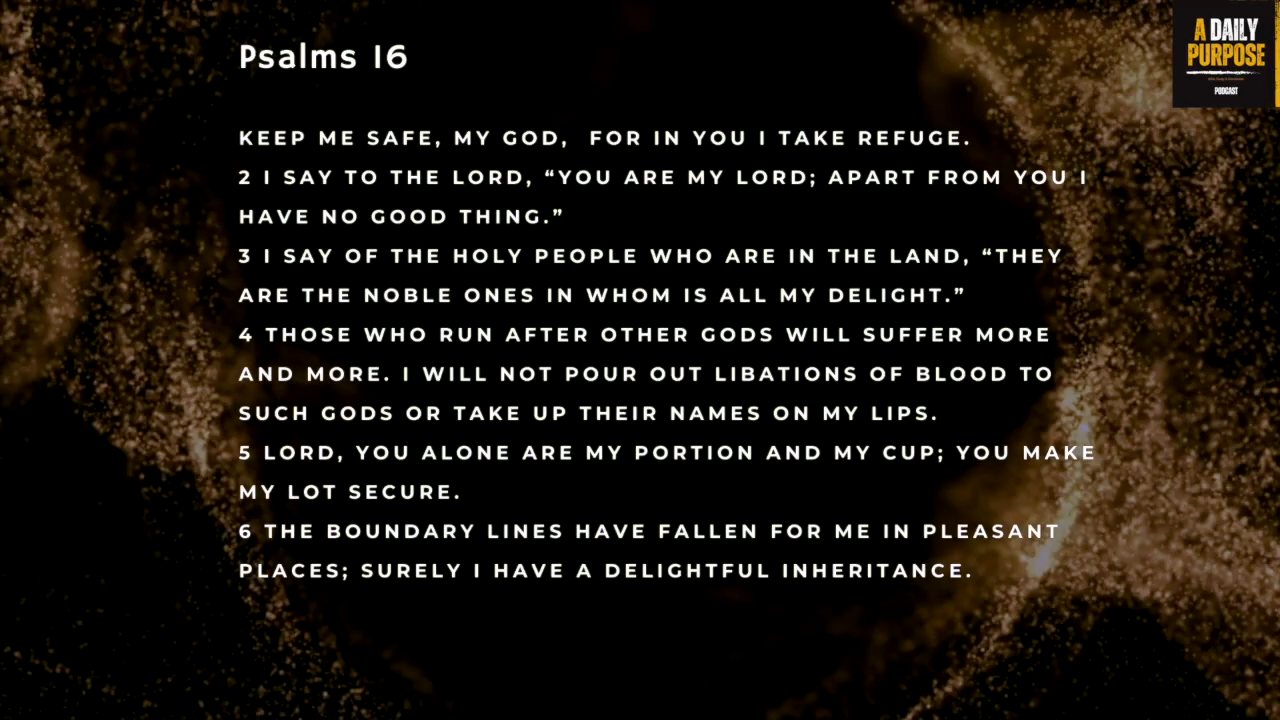 Psalms 16
A DAILY
PURPOSE
PODCAST
KEEP ME SAFE, MY GOD,  FOR IN YOU I TAKE REFUGE.
2 I SAY TO THE LORD, “YOU ARE MY LORD; APART FROM YOU I
HAVE NO GOOD THING.”
3 I SAY OF THE HOLY PEOPLE WHO ARE IN THE LAND, “THEY
ARE THE NOBLE ONES IN WHOM IS ALL MY DELIGHT.”
4 THOSE WHO RUN AFTER OTHER GODS WILL SUFFER MORE
AND MORE. I WILL NOT POUR OUT LIBATIONS OF BLOOD TO
SUCH GODS OR TAKE UP THEIR NAMES ON MY LIPS.
5 LORD, YOU ALONE ARE MY PORTION AND MY CUP; YOU MAKE
MY LOT SECURE.
6 THE BOUNDARY LINES HAVE FALLEN FOR ME IN PLEASANT
PLACES; SURELY I HAVE A DELIGHTFUL INHERITANCE.